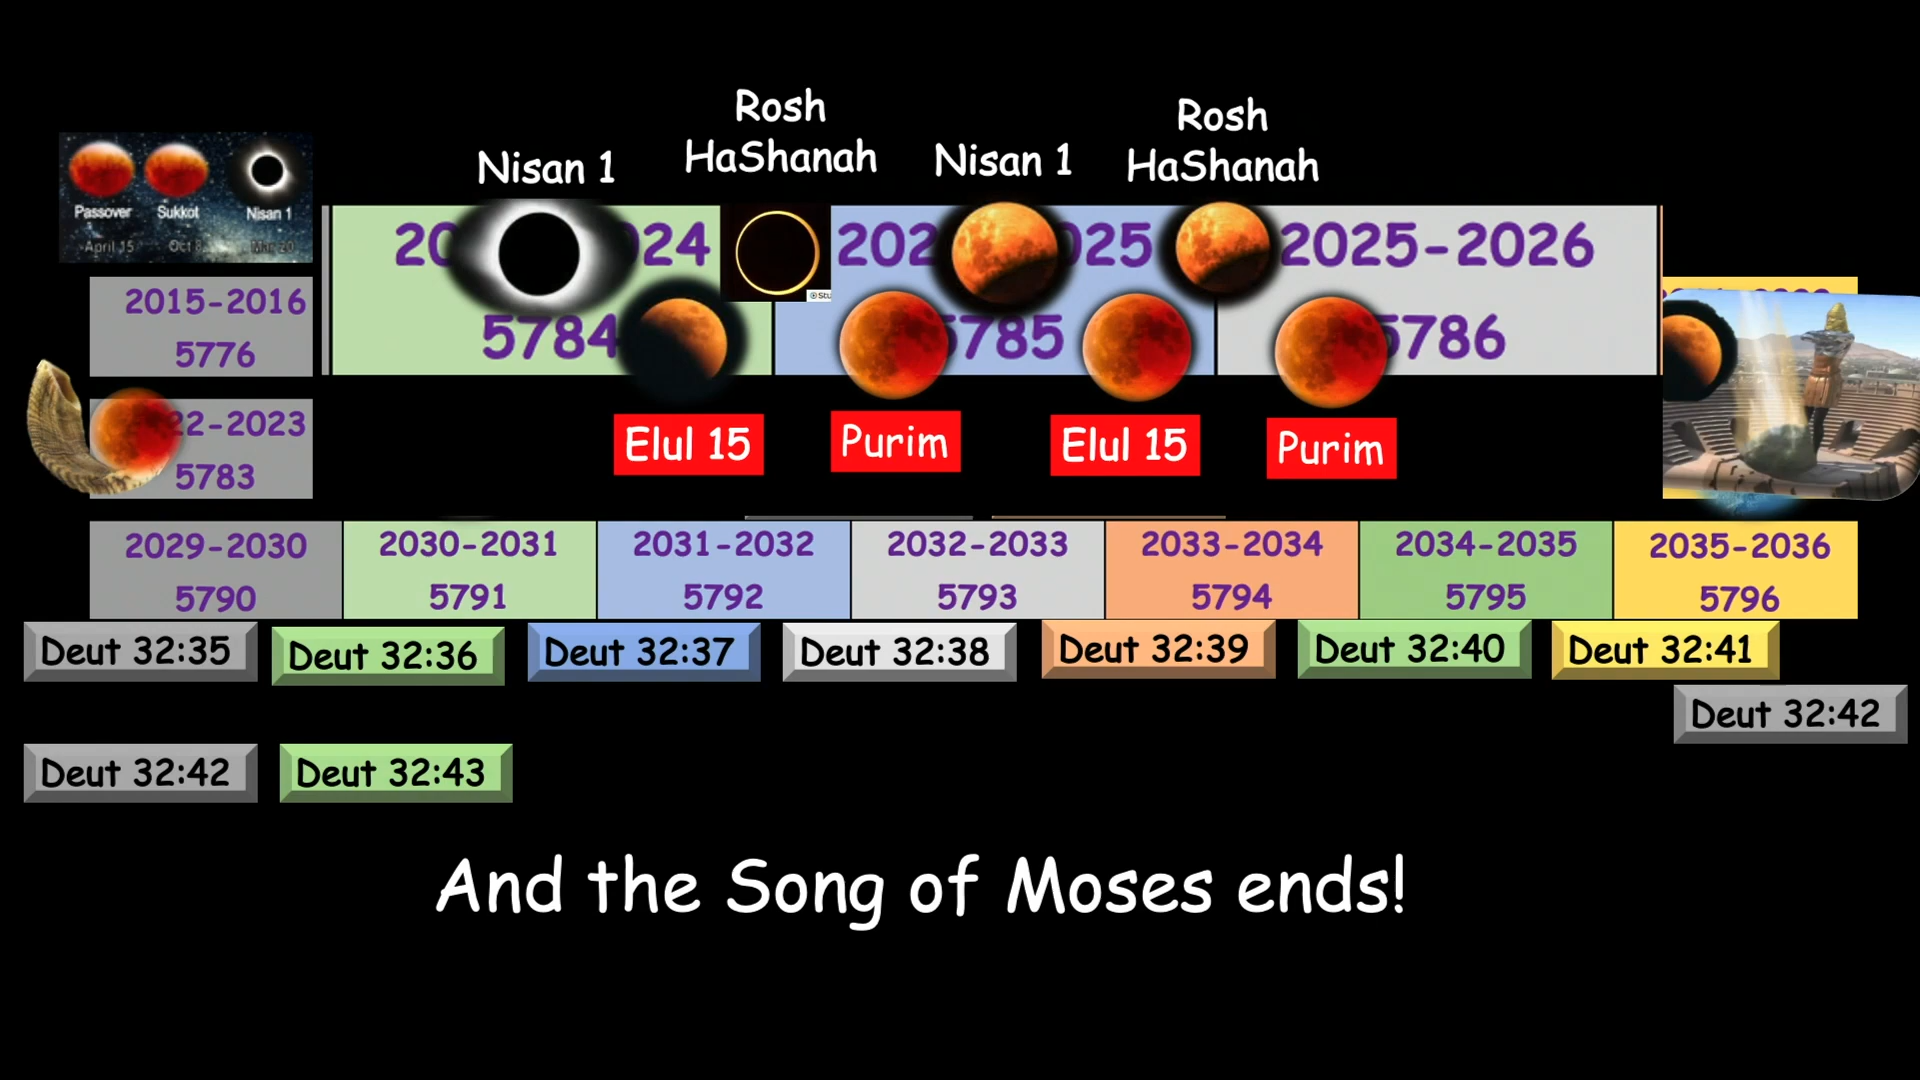 Rosh
HaShanah
Rosh
HaShanah
Nisan 1
Nisan 1
Passover
Sukkot
Nisan 1
April 15
Oct 8
Mar 20
2015-2016
5776
22-2023
5783
20
24
5784
202
025
5785
2025-2026
5786
Elul 15
Purim
Elul 15
Purim
2029-2030
2030-2031
2031-2032
2032-2033
2033-2034
2034-2035
2035-2036
5790
5791
5792
5793
5794
5795
5796
Deut 32:35
Deut 32:36
Deut 32:37
Deut 32:38
Deut 32:39
Deut 32:40
Deut 32:41
Deut 32:42
Deut 32:42
Deut 32:43
And the Song of Moses ends!